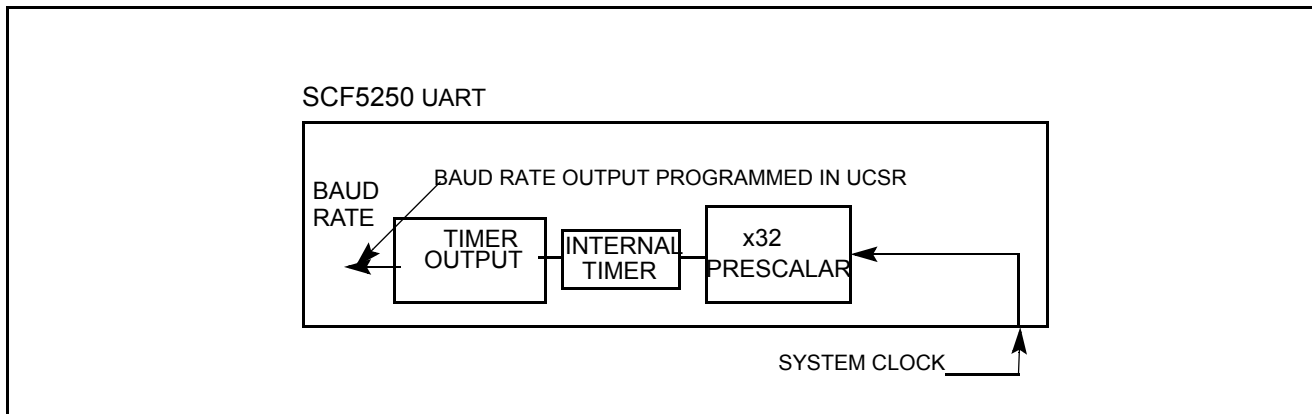 SCF5250 UART
BAUD RATE OUTPUT PROGRAMMED IN UCSR
BAUD
RATE
TIMER
OUTPUT
INTERNAL
TIMER
x32
PRESCALAR
SYSTEM CLOCK